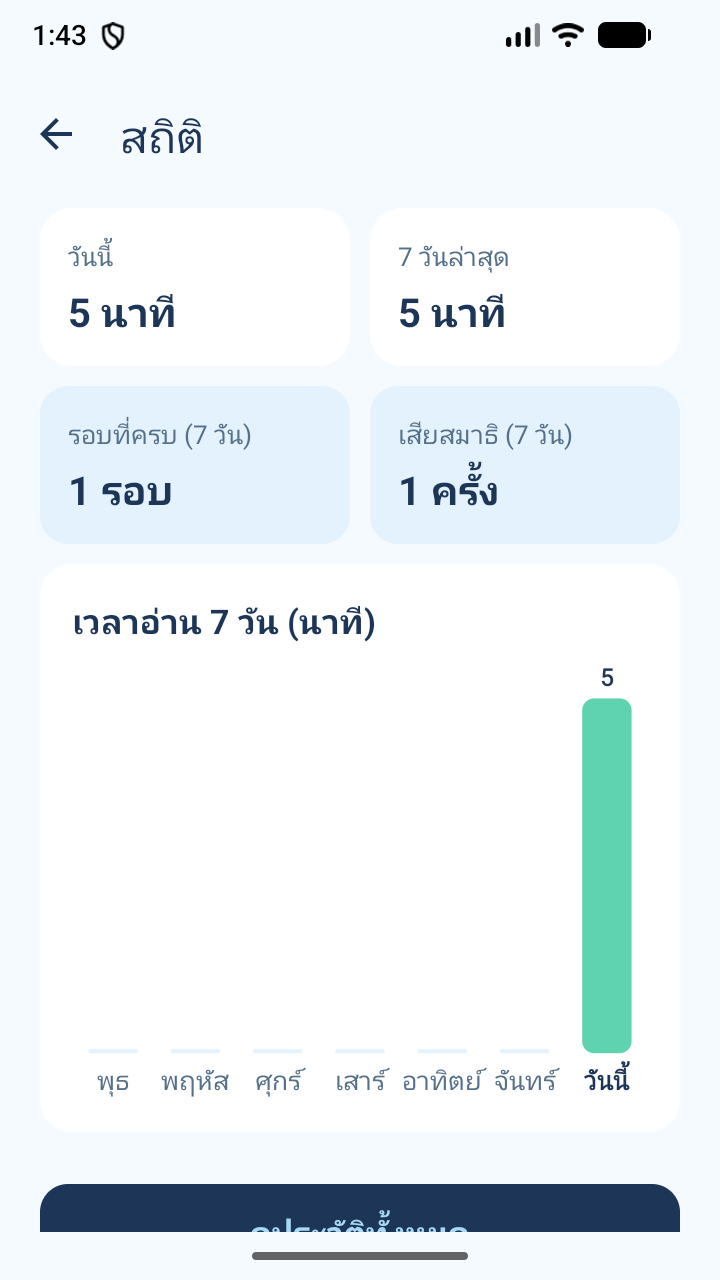 1:43
สถิติ
วันนี้
5 นาที
7 วันล่าสุด
5 นาที
รอบที่ครบ (7 วัน)
1 รอบ
เสียสมาธิ (7 วัน)
1 ครั้ง
เวลาอ่าน 7 วัน (นาที)
5
พุธ พฤหัส ศุกร์ เสาร์ อาทิตย์ จันทร์ วันนี้